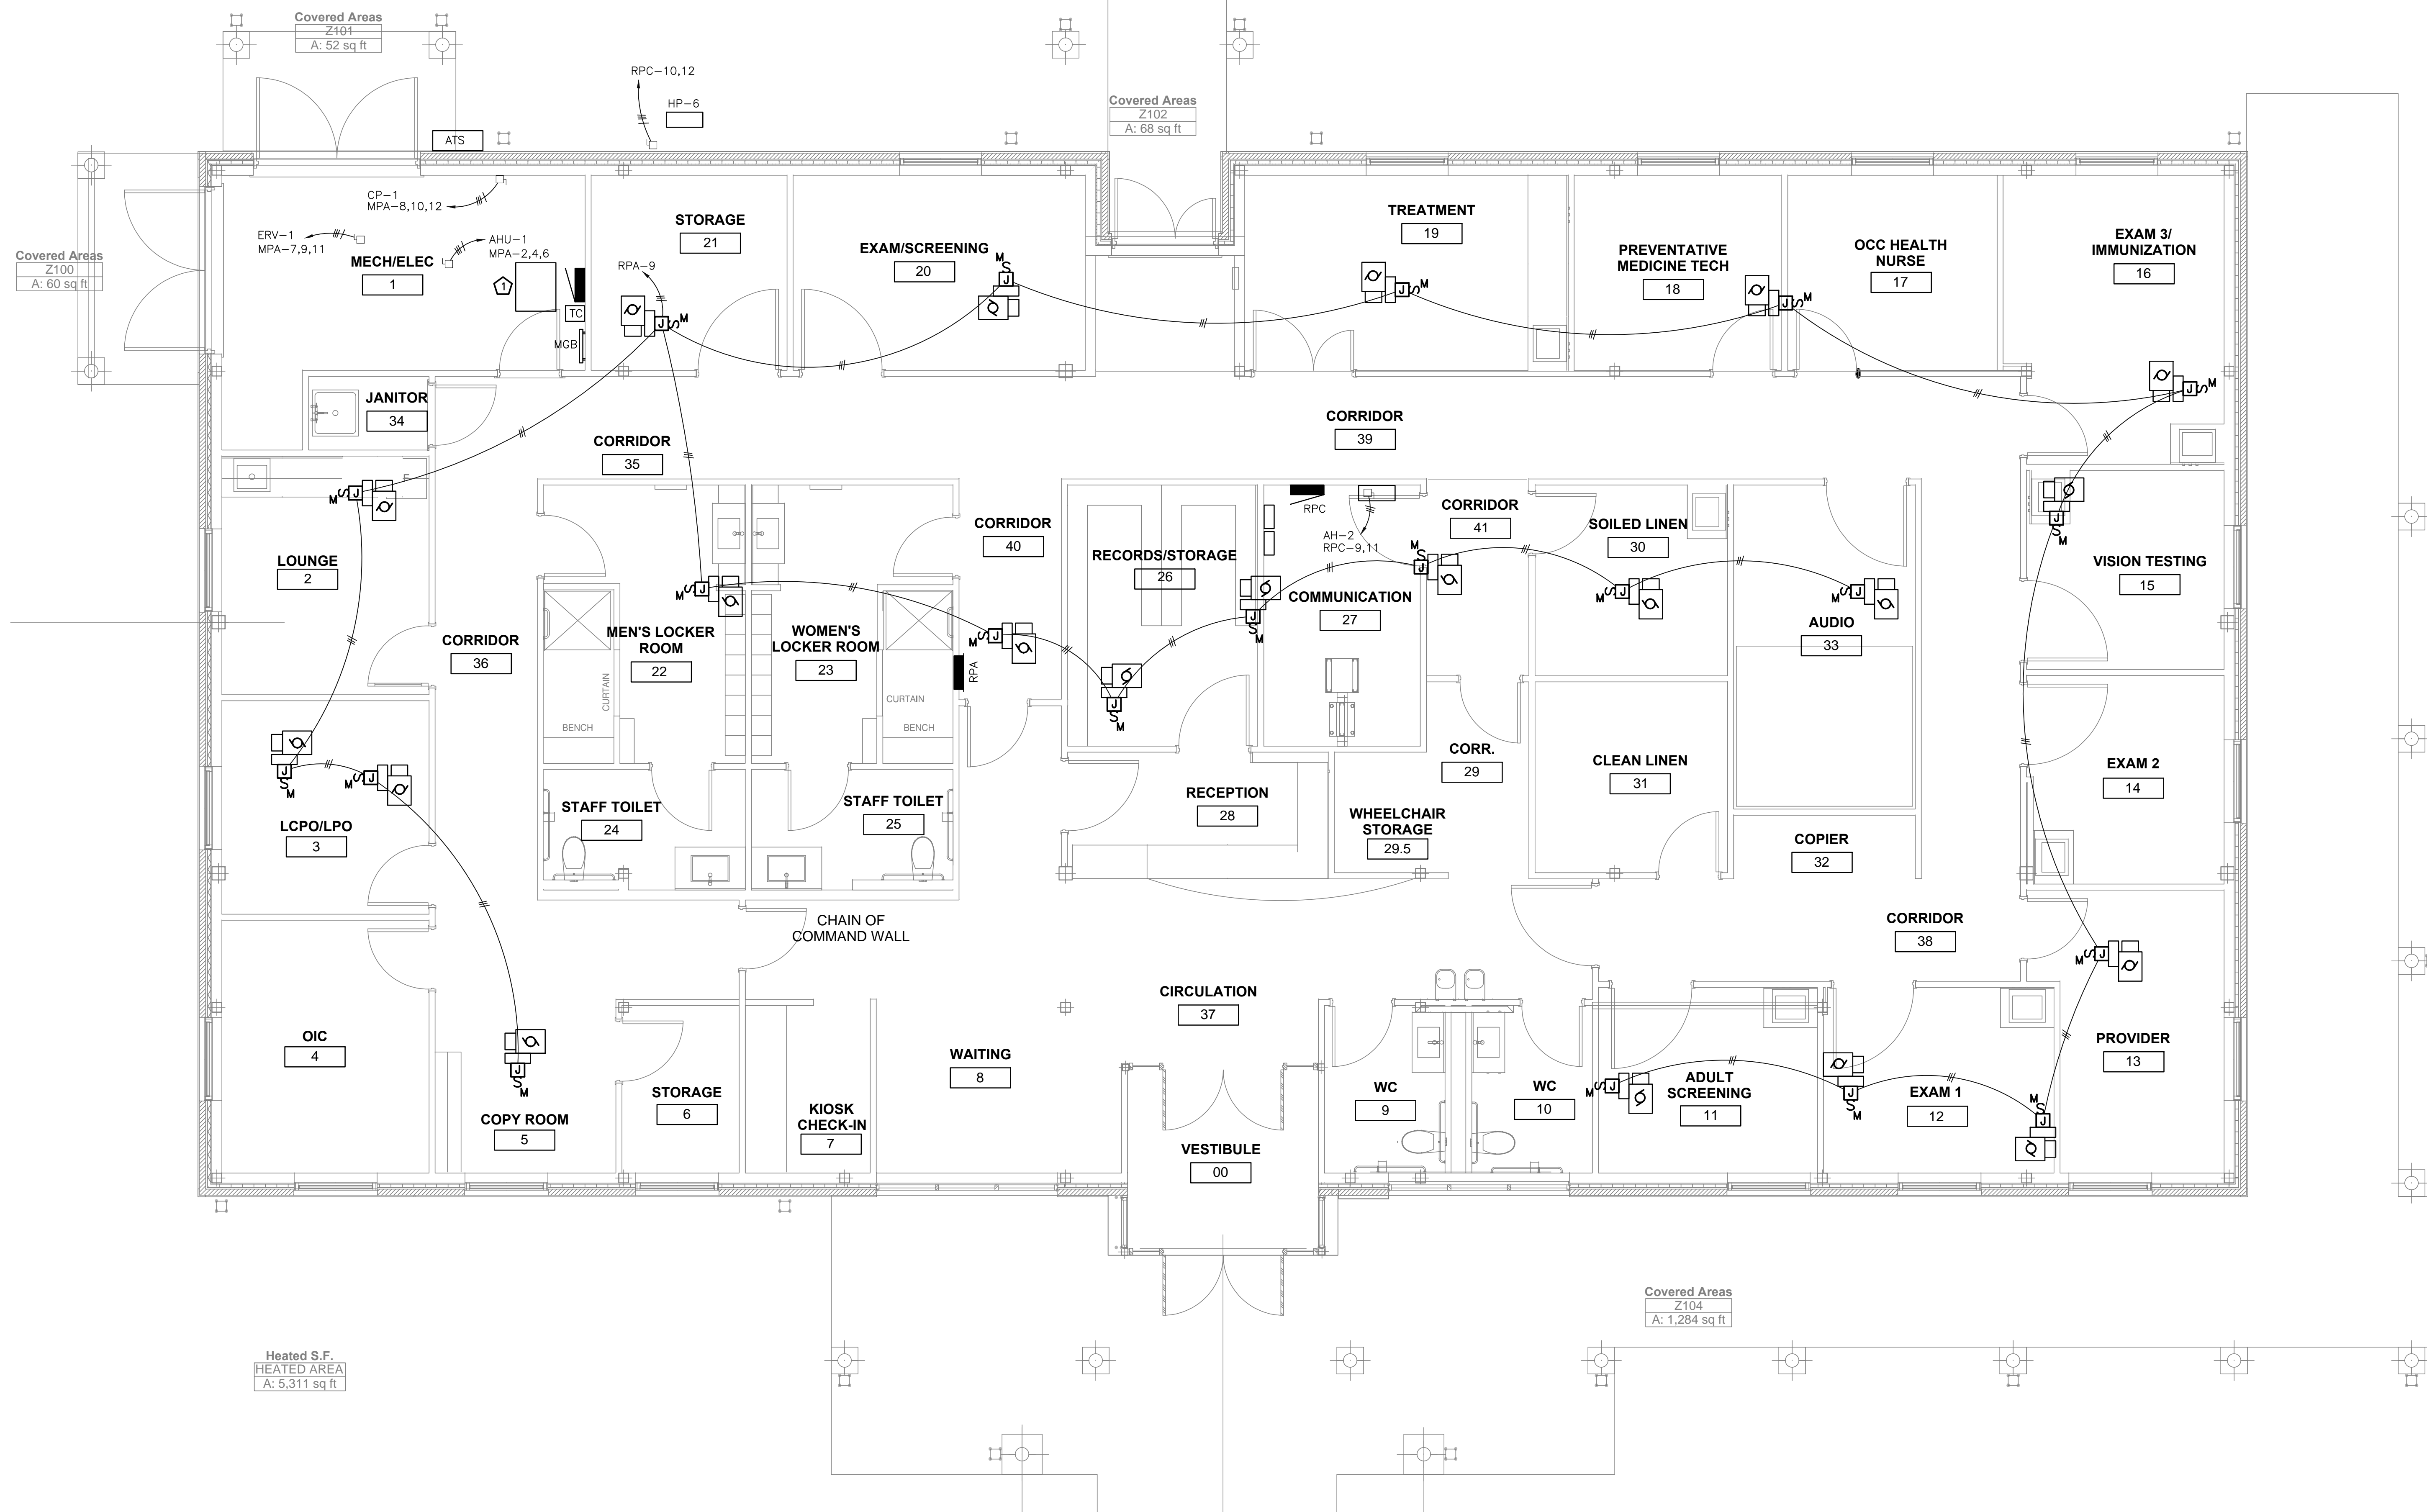 Covered Areas
Z101
A: 52 sq ft
RPC-10,12
HP-6
ATS
Covered Areas
Z102
A: 68 sq ft
CP-1
MPA-8,10,12
ERV-1
MPA-7,9,11
AHU-1
MPA-2,4,6
MECH/ELEC
1
1
TC
MGB
Covered Areas
Z100
A: 60 sq ft
STORAGE
21
RPA-9
EXAM/SCREENING
20
TREATMENT
19
PREVENTATIVE
MEDICINE TECH
18
OCC HEALTH
NURSE
17
EXAM 3/
IMMUNIZATION
16
J
S
M
J
S
M
J
S
M
J
S
M
J
S
M
JANITOR
34
CORRIDOR
35
CORRIDOR
39
F
M
S
J
LOUNGE
2
CORRIDOR
36
MEN'S LOCKER
ROOM
22
WOMEN'S
LOCKER ROOM
23
M
S
J
CURTAIN
BENCH
CURTAIN
BENCH
CORRIDOR
40
M
S
J
RPA
RECORDS/STORAGE
26
J
S
M
J
S
M
RPC
AH-2
RPC-9,11
COMMUNICATION
27
M
S
J
CORRIDOR
41
SOILED LINEN
30
M
S
J
M
S
J
AUDIO
33
J
S
M
VISION TESTING
15
J
S
M
M
S
J
LCPO/LPO
3
STAFF TOILET
24
STAFF TOILET
25
RECEPTION
28
CORR.
29
WHEELCHAIR
STORAGE
29.5
CLEAN LINEN
31
COPIER
32
EXAM 2
14
CHAIN OF
COMMAND WALL
CORRIDOR
38
M
S
J
OIC
4
J
S
M
COPY ROOM
5
STORAGE
6
KIOSK
CHECK-IN
7
WAITING
8
CIRCULATION
37
VESTIBULE
00
WC
9
WC
10
M
S
J
ADULT
SCREENING
11
J
S
M
EXAM 1
12
M
S
J
PROVIDER
13
Covered Areas
Z104
A: 1,284 sq ft
Heated S.F.
HEATED AREA
A: 5,311 sq ft